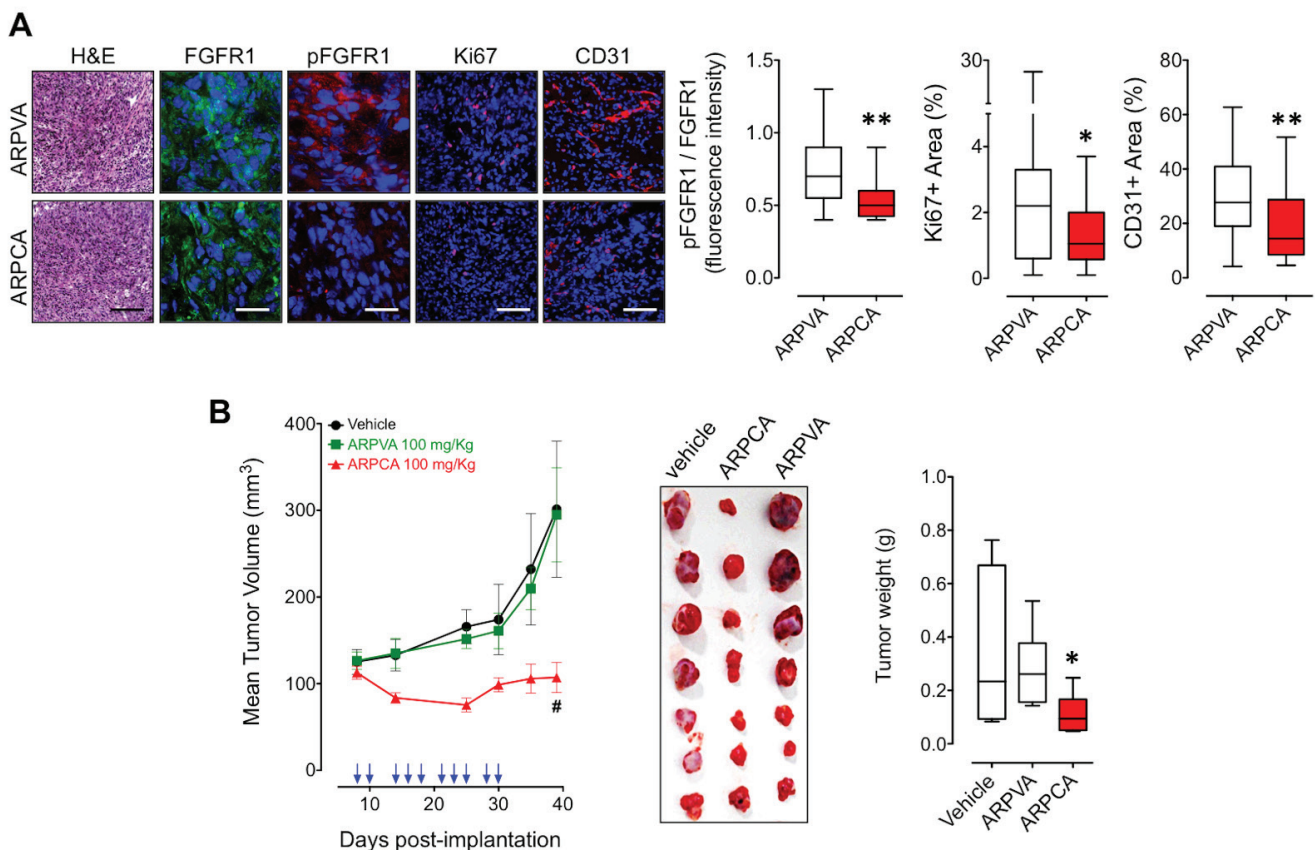 A
H&E
FGFR1
pFGFR1
Ki67
CD31
ARPVA
ARPCA
pFGFR1 / FGFR1
(fluorescence intensity)
1.5
1.0
0.5
0.0
**
ARPVA
ARPCA
Ki67+ Area (%)
30
4
2
0
*
ARPVA
ARPCA
CD31+ Area (%)
80
60
40
20
0
**
ARPVA
ARPCA
B
Mean Tumor Volume (mm³)
400
300
200
100
0
Vehicle
ARPVA 100 mg/Kg
ARPCA 100 mg/Kg
#
10
20
30
40
Days post-implantation
vehicle
ARPCA
ARPVA
Tumor weight (g)
1.0
0.8
0.6
0.4
0.2
0.0
*
Vehicle
ARPVA
ARPCA